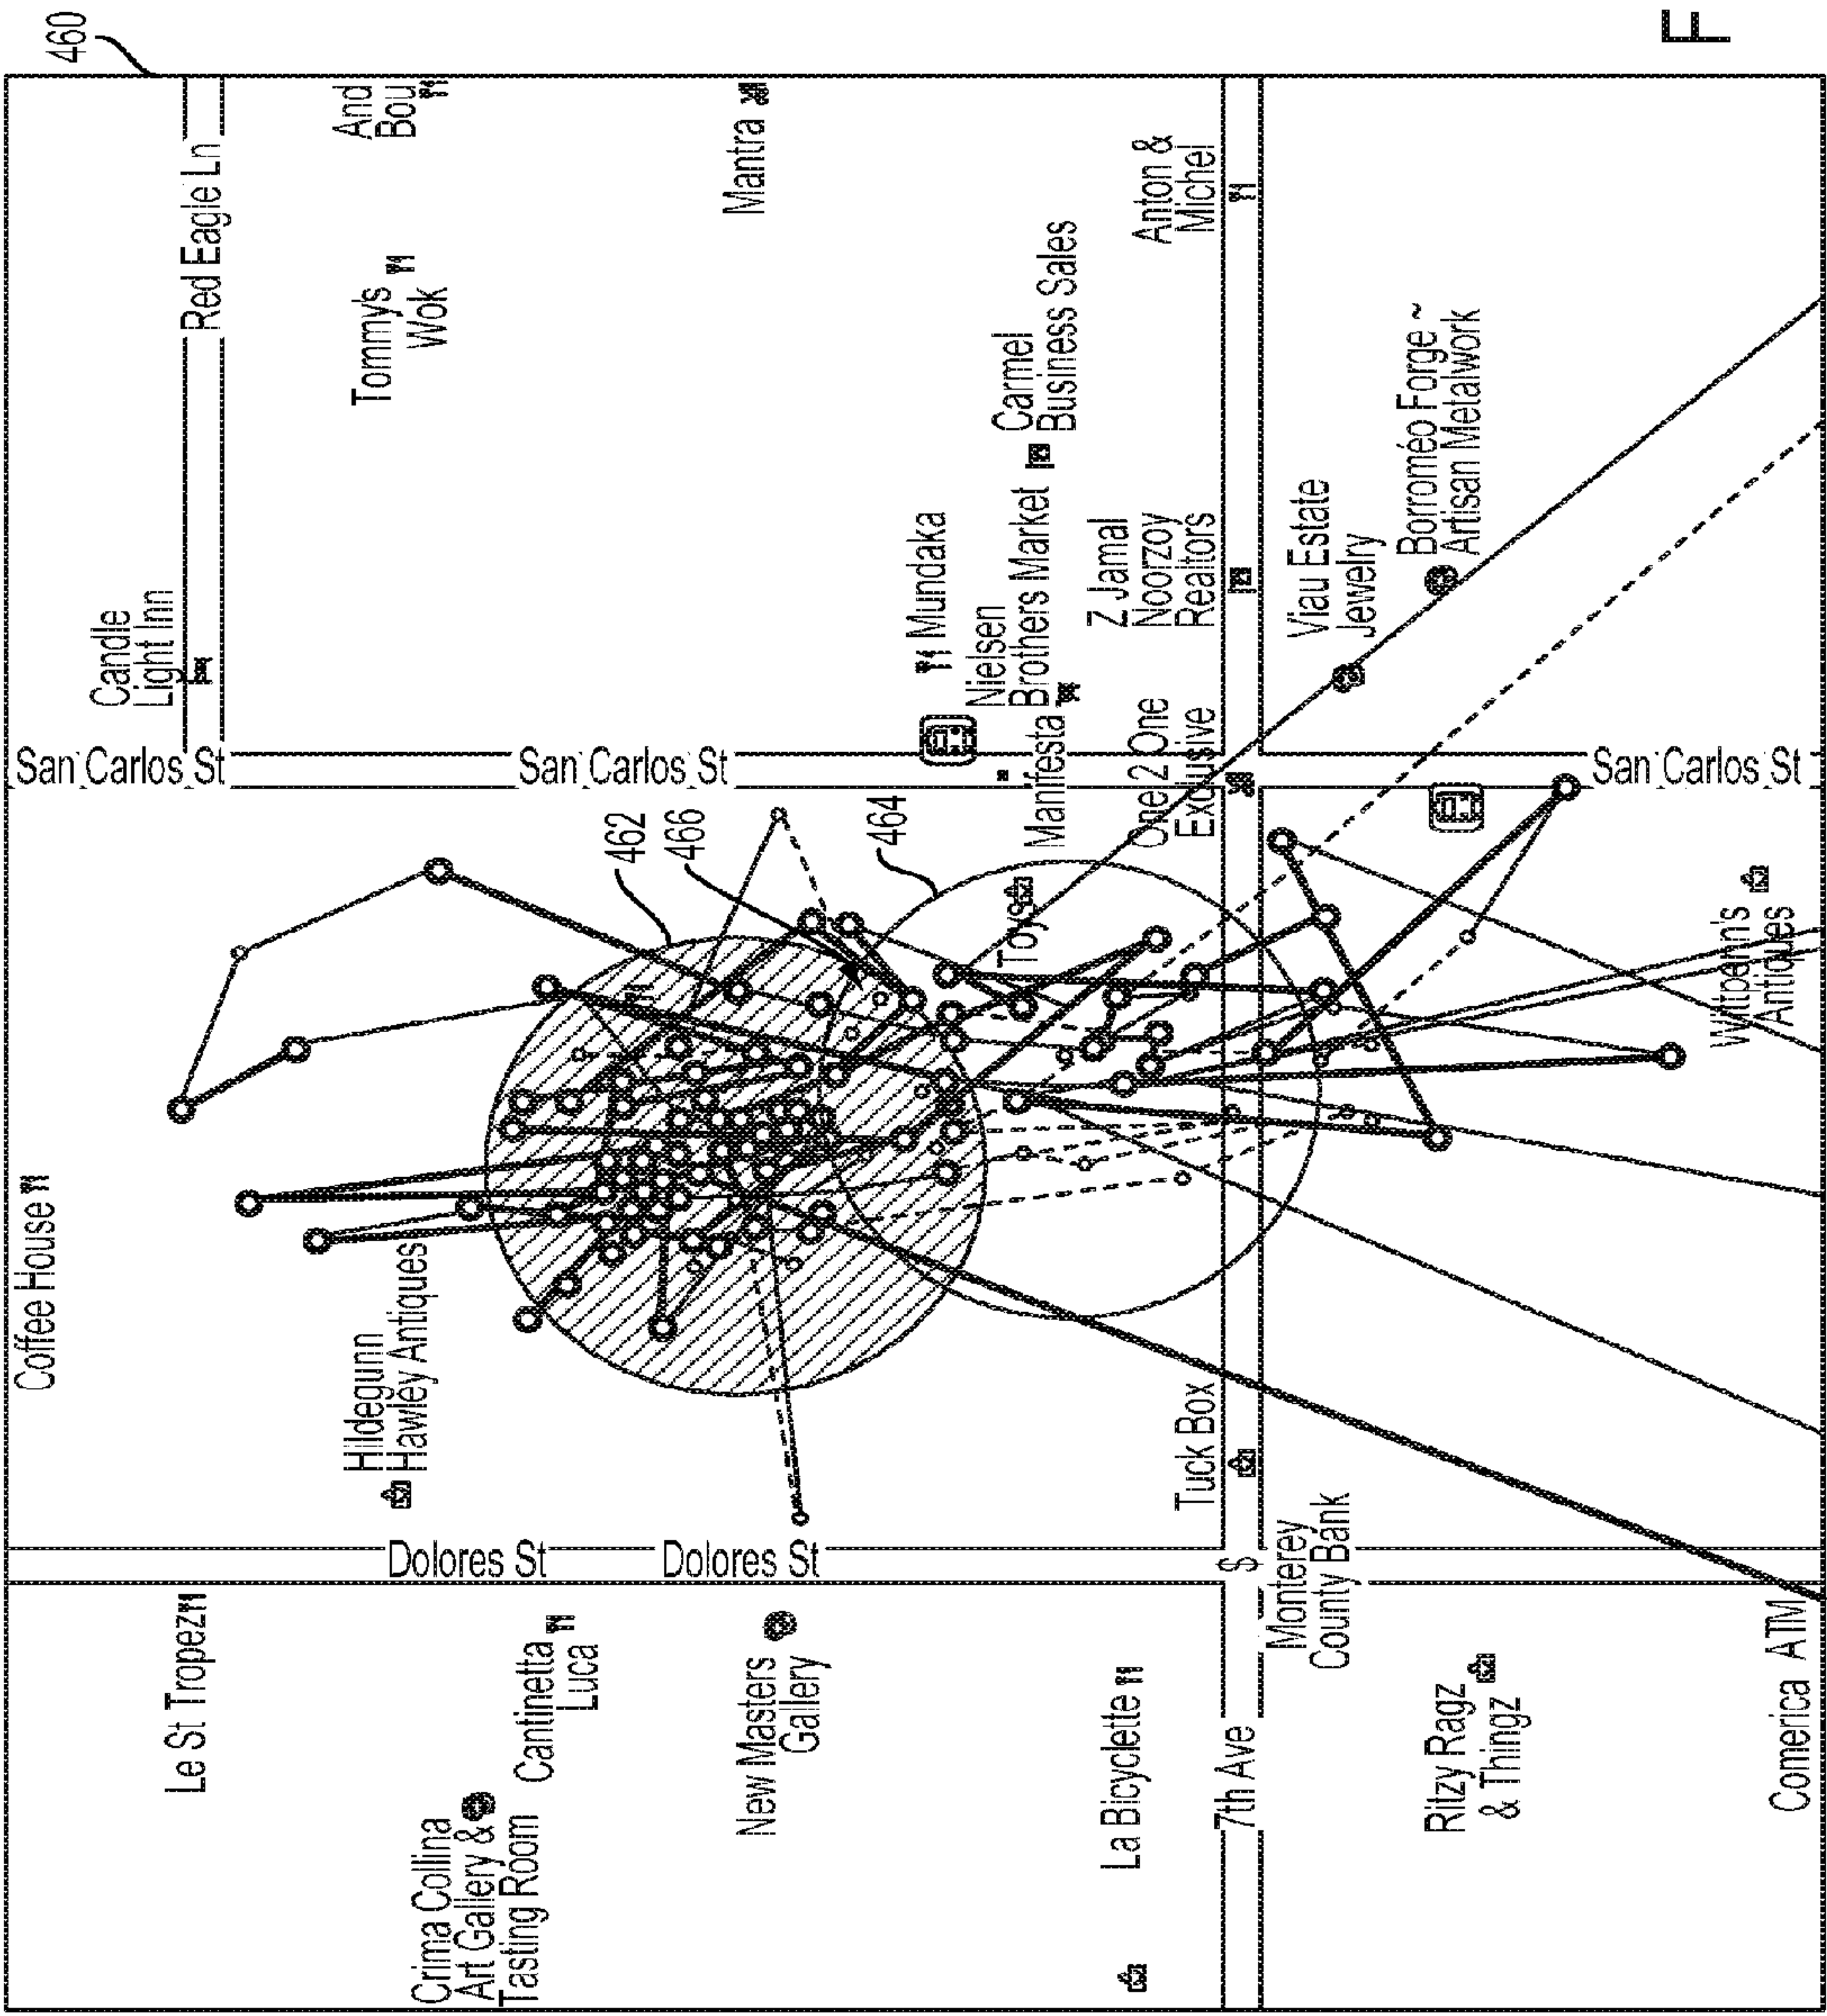 460
Red Eagle Ln
And
Bou
Tommy's
Wok
Mantra
Anton &
Michel
Carmel
Business Sales
Borroméo Forge ~
Artisan Metalwork
Candle
Light Inn
Mundaka
Nielsen
Brothers Market
Z Jamal
Noorzoy
Realtors
Viau Estate
Jewelry
San Carlos St
San Carlos St
San Carlos St
Manifesta
One 2 One
Exclusive
462
466
464
Toys
Wittpenn's
Antiques
Coffee House
Hildegunn
Hawley Antiques
Tuck Box
Dolores St
Dolores St
$
Monterey
County Bank
Le St Tropez
Cantinetta
Luca
New Masters
Gallery
La Bicyclette
7th Ave
Ritzy Ragz
& Thingz
Comerica ATM
Crima Collina
Art Gallery &
Tasting Room
F